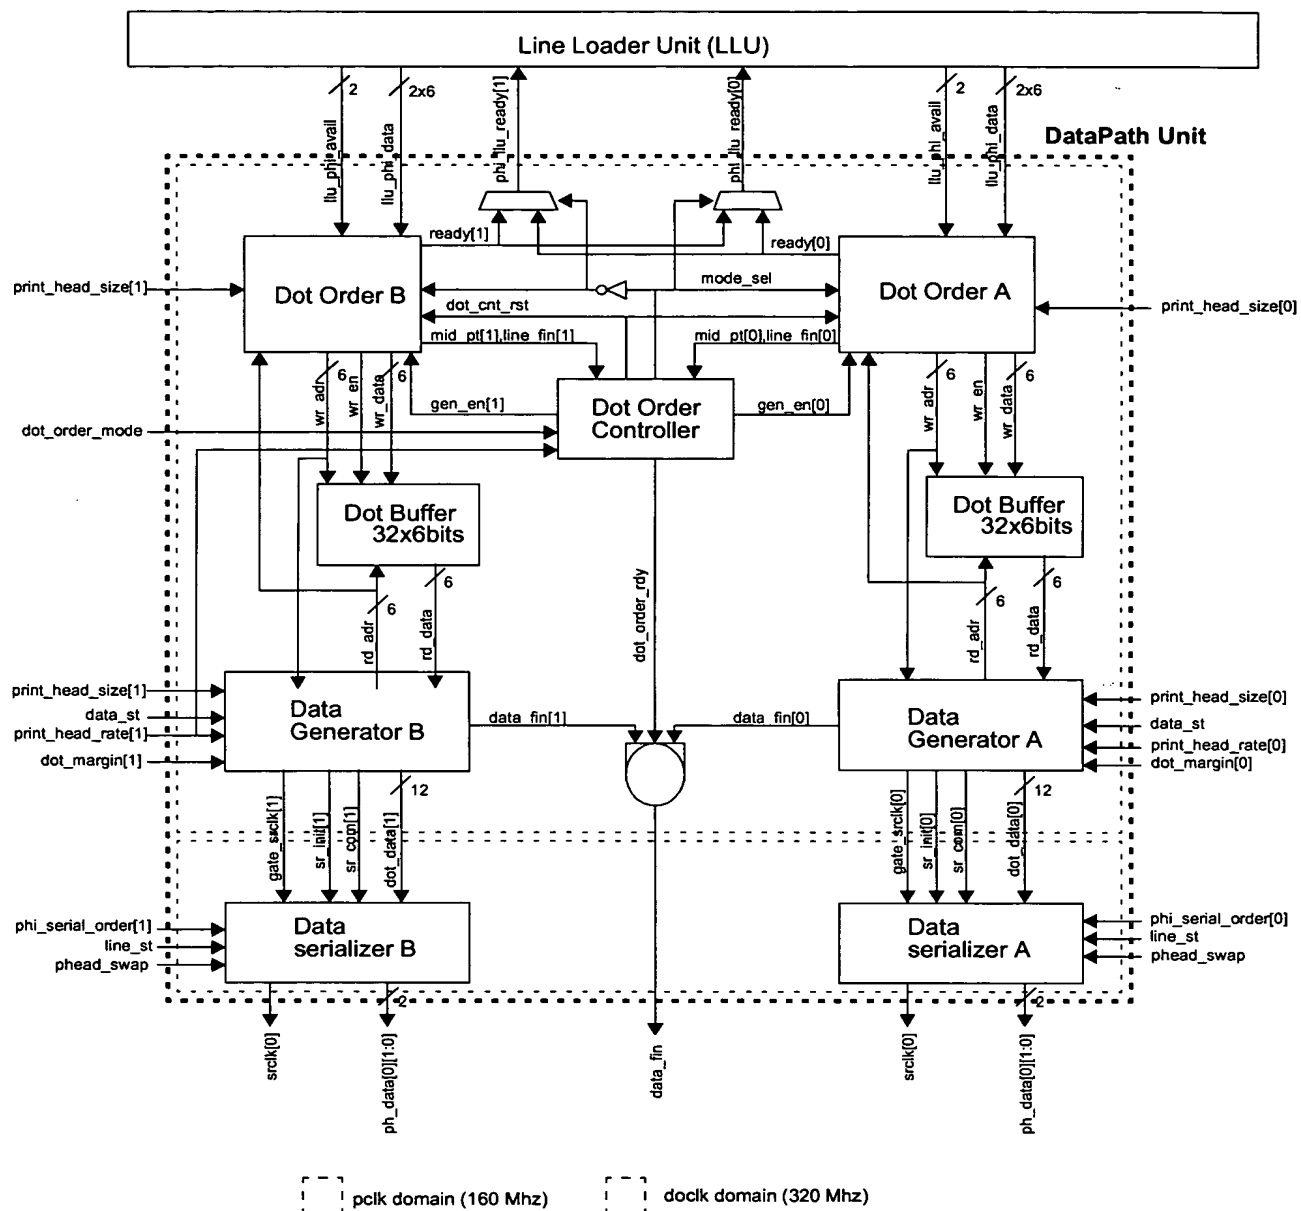 Line Loader Unit (LLU)
2
2x6
2
2x6
llu_phi_avail
llu_phi_data
phi_llu_ready[1]
phi_llu_ready[0]
llu_phi_avail
llu_phi_data
DataPath Unit
ready[1]
ready[0]
print_head_size[1]
Dot Order B
mode_sel
Dot Order A
print_head_size[0]
dot_cnt_rst
mid_pt[1],line_fin[1]
mid_pt[0],line_fin[0]
6
6
6
6
wr_adr
wr_en
wr_data
gen_en[1]
Dot Order
Controller
gen_en[0]
wr_adr
wr_en
wr_data
dot_order_mode
Dot Buffer
32x6bits
Dot Buffer
32x6bits
6
6
6
6
rd_adr
rd_data
dot_order_rdy
rd_adr
rd_data
print_head_size[1]
data_st
print_head_rate[1]
dot_margin[1]
Data
Generator B
data_fin[1]
data_fin[0]
Data
Generator A
print_head_size[0]
data_st
print_head_rate[0]
dot_margin[0]
12
12
gate_srclk[1]
sr_init[1]
sr_com[1]
dot_data[1]
gate_srclk[0]
sr_init[0]
sr_com[0]
dot_data[0]
phi_serial_order[1]
line_st
phead_swap
Data
serializer B
Data
serializer A
phi_serial_order[0]
line_st
phead_swap
2
2
srclk[0]
ph_data[0][1:0]
data_fin
srclk[0]
ph_data[0][1:0]
pclk domain (160 Mhz)
doclk domain (320 Mhz)